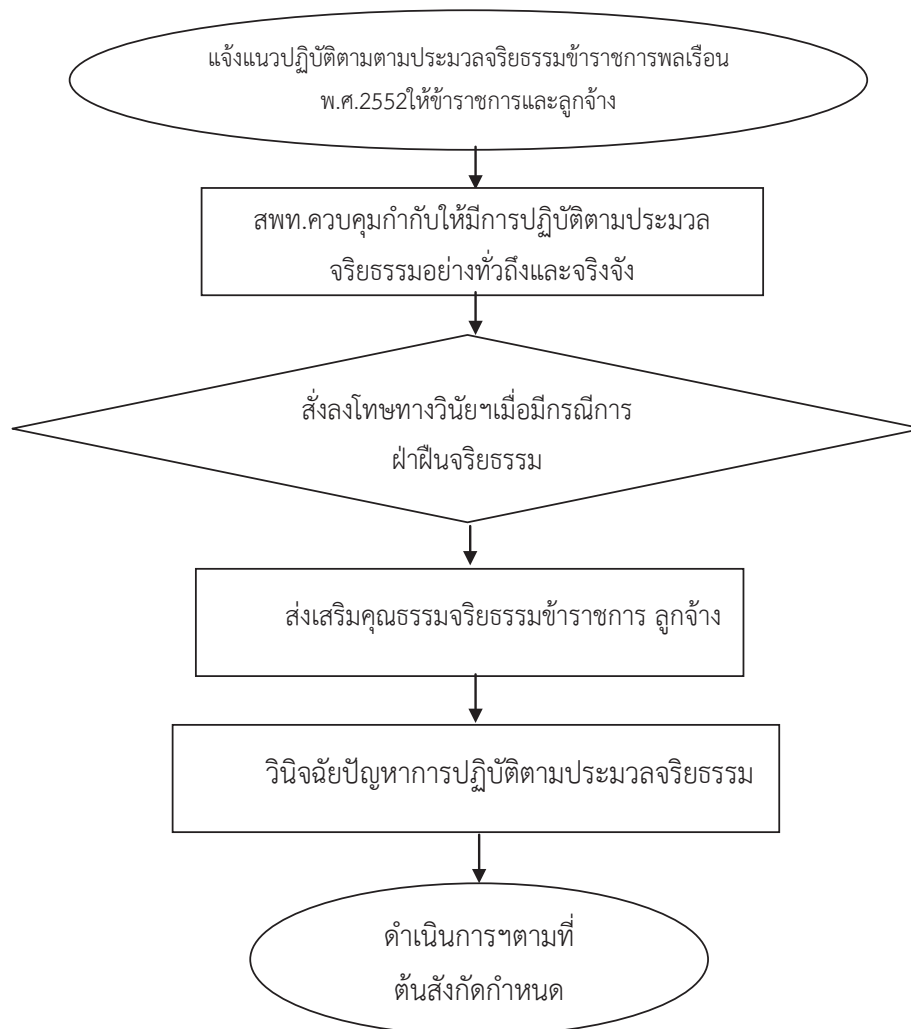 แจ้งแนวปฏิบัติตามตามประมวลจริยธรรมข้าราชการพลเรือน
พ.ศ.2552ให้ข้าราชการและลูกจ้าง
สพท.ควบคุมกำกับให้มีการปฏิบัติตามประมวล
จริยธรรมอย่างทั่วถึงและจริงจัง
สั่งลงโทษทางวินัยฯเมื่อมีกรณีการ
ฝ่าฝืนจริยธรรม
ส่งเสริมคุณธรรมจริยธรรมข้าราชการ ลูกจ้าง
วินิจฉัยปัญหาการปฏิบัติตามประมวลจริยธรรม
ดำเนินการฯตามที่
ต้นสังกัดกำหนด